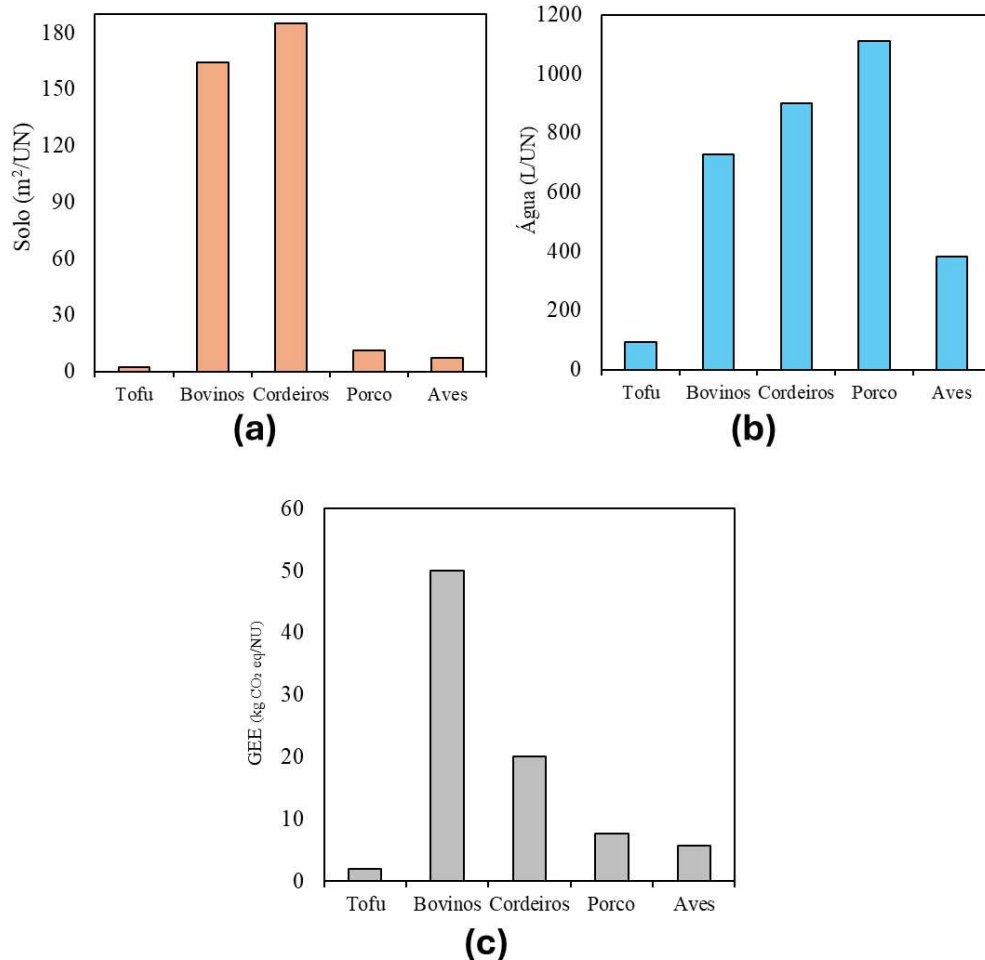 Solo (m²/UN)
180
150
120
90
60
30
0
Tofu Bovinos Cordeiros Porco Aves
(a)
Água (L/UN)
1200
1000
800
600
400
200
0
Tofu Bovinos Cordeiros Porco Aves
(b)
GEE (kg CO₂ eq/NU)
60
50
40
30
20
10
0
Tofu Bovinos Cordeiros Porco Aves
(c)